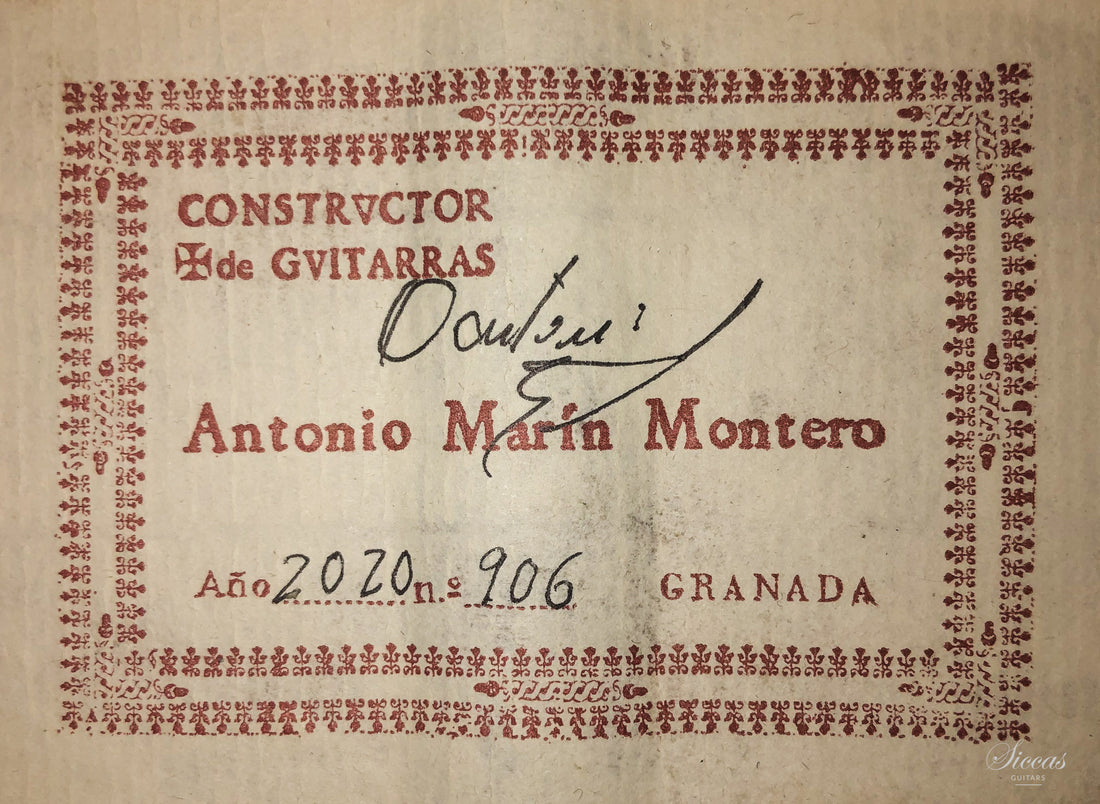 CONSTRVCTOR
✠de GVITARRAS
Antonio Marín Montero
Año 2020 n.º 906 GRANADA
Siccas
GUITARS